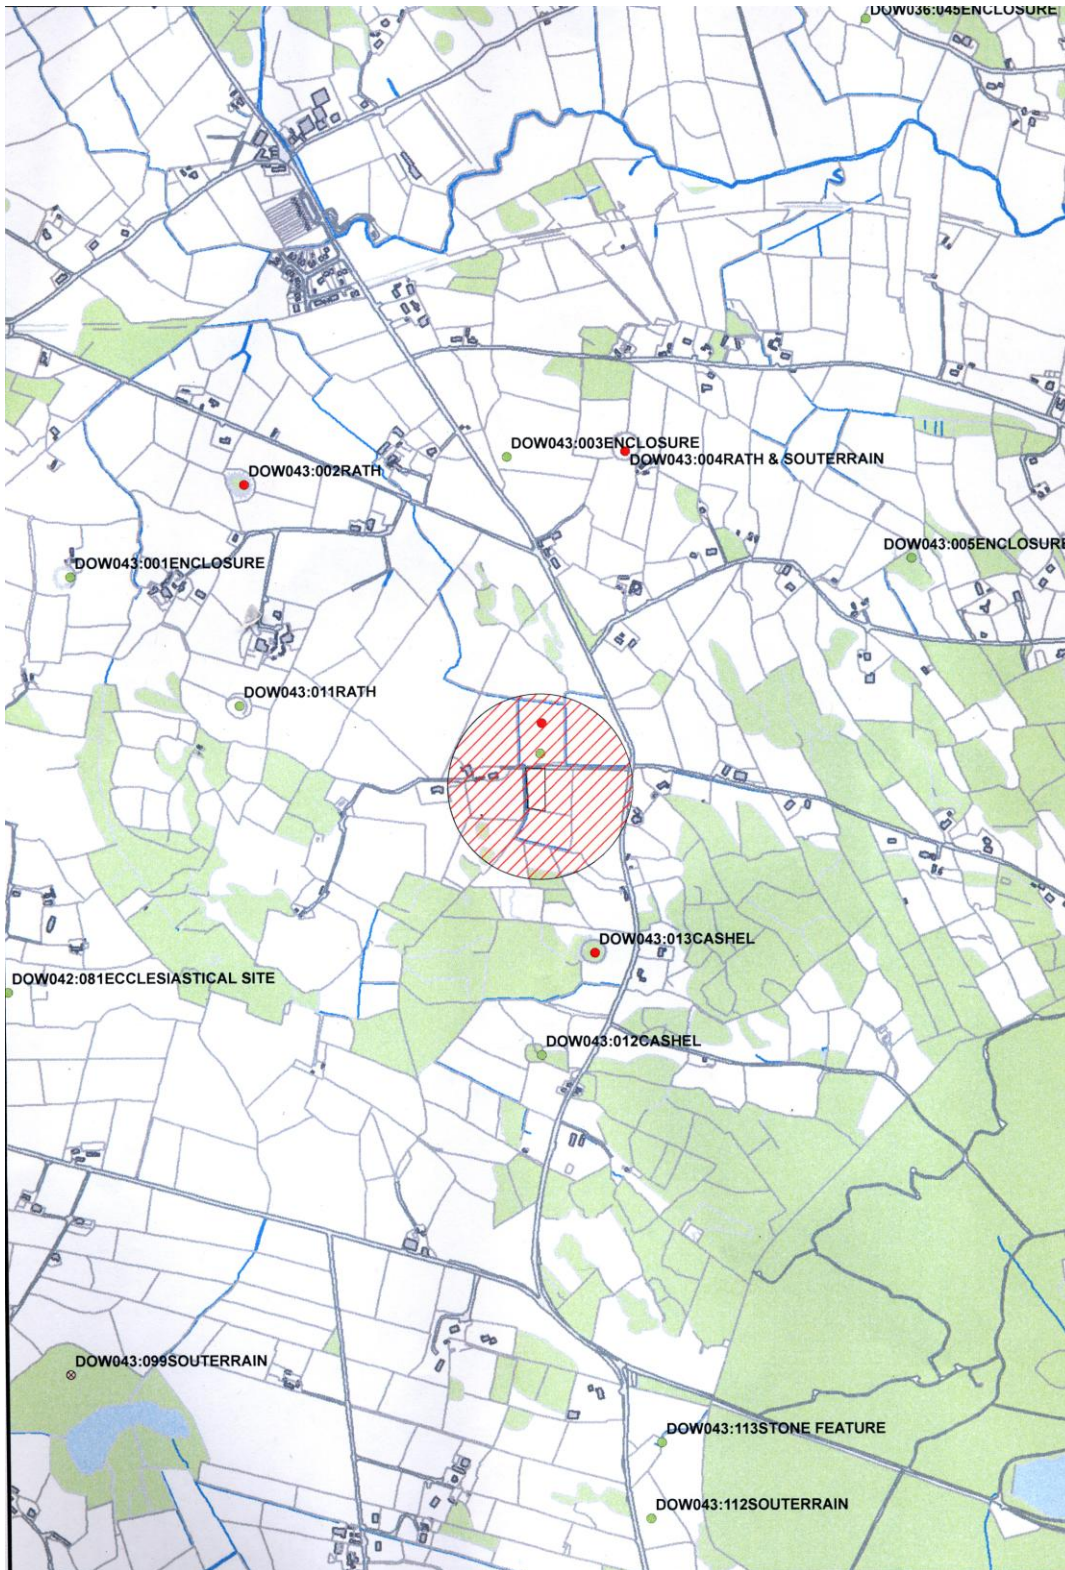 DOW036:045ENCLOSURE
DOW043:003ENCLOSURE
DOW043:004RATH & SOUTERRAIN
DOW043:002RATH
DOW043:005ENCLOSURE
DOW043:001ENCLOSURE
DOW043:011RATH
DOW043:013CASHEL
DOW042:081ECCLESIASTICAL SITE
DOW043:012CASHEL
DOW043:099SOUTERRAIN
DOW043:113STONE FEATURE
DOW043:112SOUTERRAIN